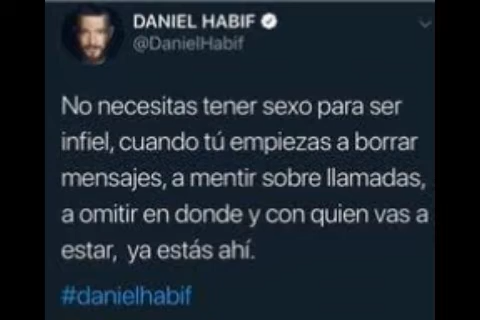 DANIEL HABIF
@DanielHabif
No necesitas tener sexo para ser
infiel, cuando tú empiezas a borrar
mensajes, a mentir sobre llamadas,
a omitir en donde y con quien vas a
estar, ya estás ahí.
#danielhabif